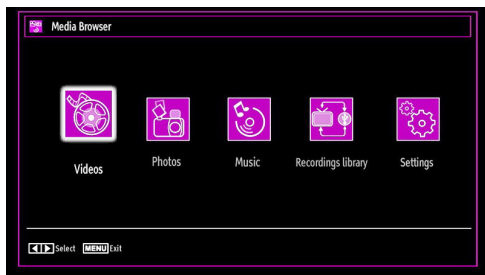 Media Browser
Videos
Photos
Music
Recordings library
Settings
Select MENU Exit